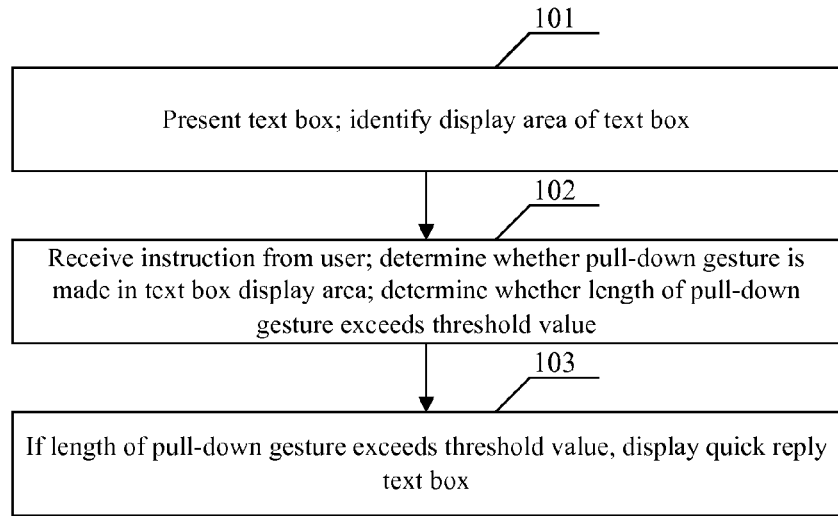 101
Present text box; identify display area of text box
102
Receive instruction from user; determine whether pull-down gesture is
made in text box display area; determine whether length of pull-down
gesture exceeds threshold value
103
If length of pull-down gesture exceeds threshold value, display quick reply
text box